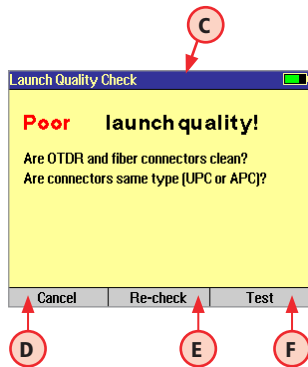 C
Launch Quality Check
Poor launch quality!
Are OTDR and fiber connectors clean?
Are connectors same type (UPC or APC)?
Cancel Re-check Test
D E F